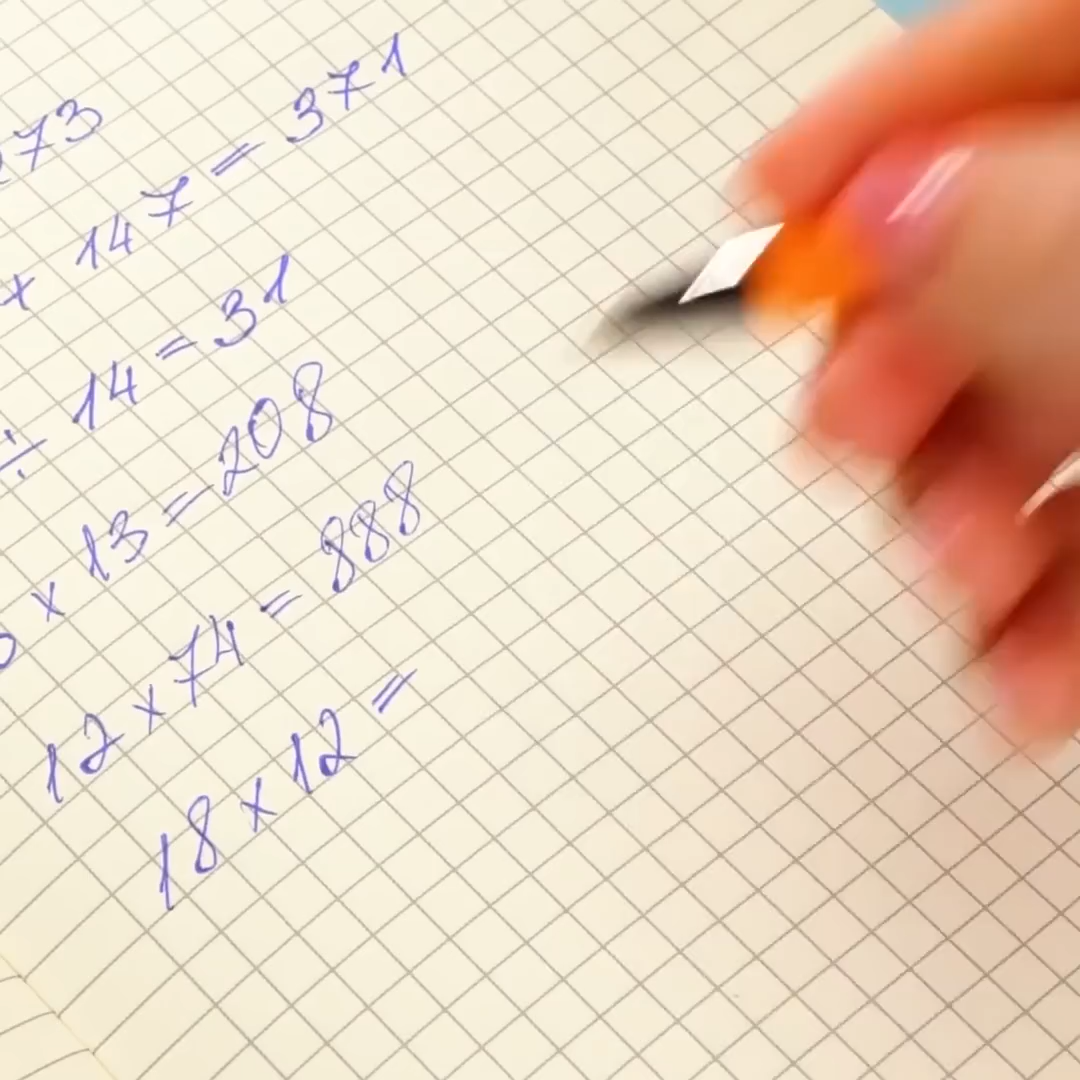 273
x 147 = 371
÷ 14 = 31
x 13 = 208
12 x 74 = 888
18 x 12 =